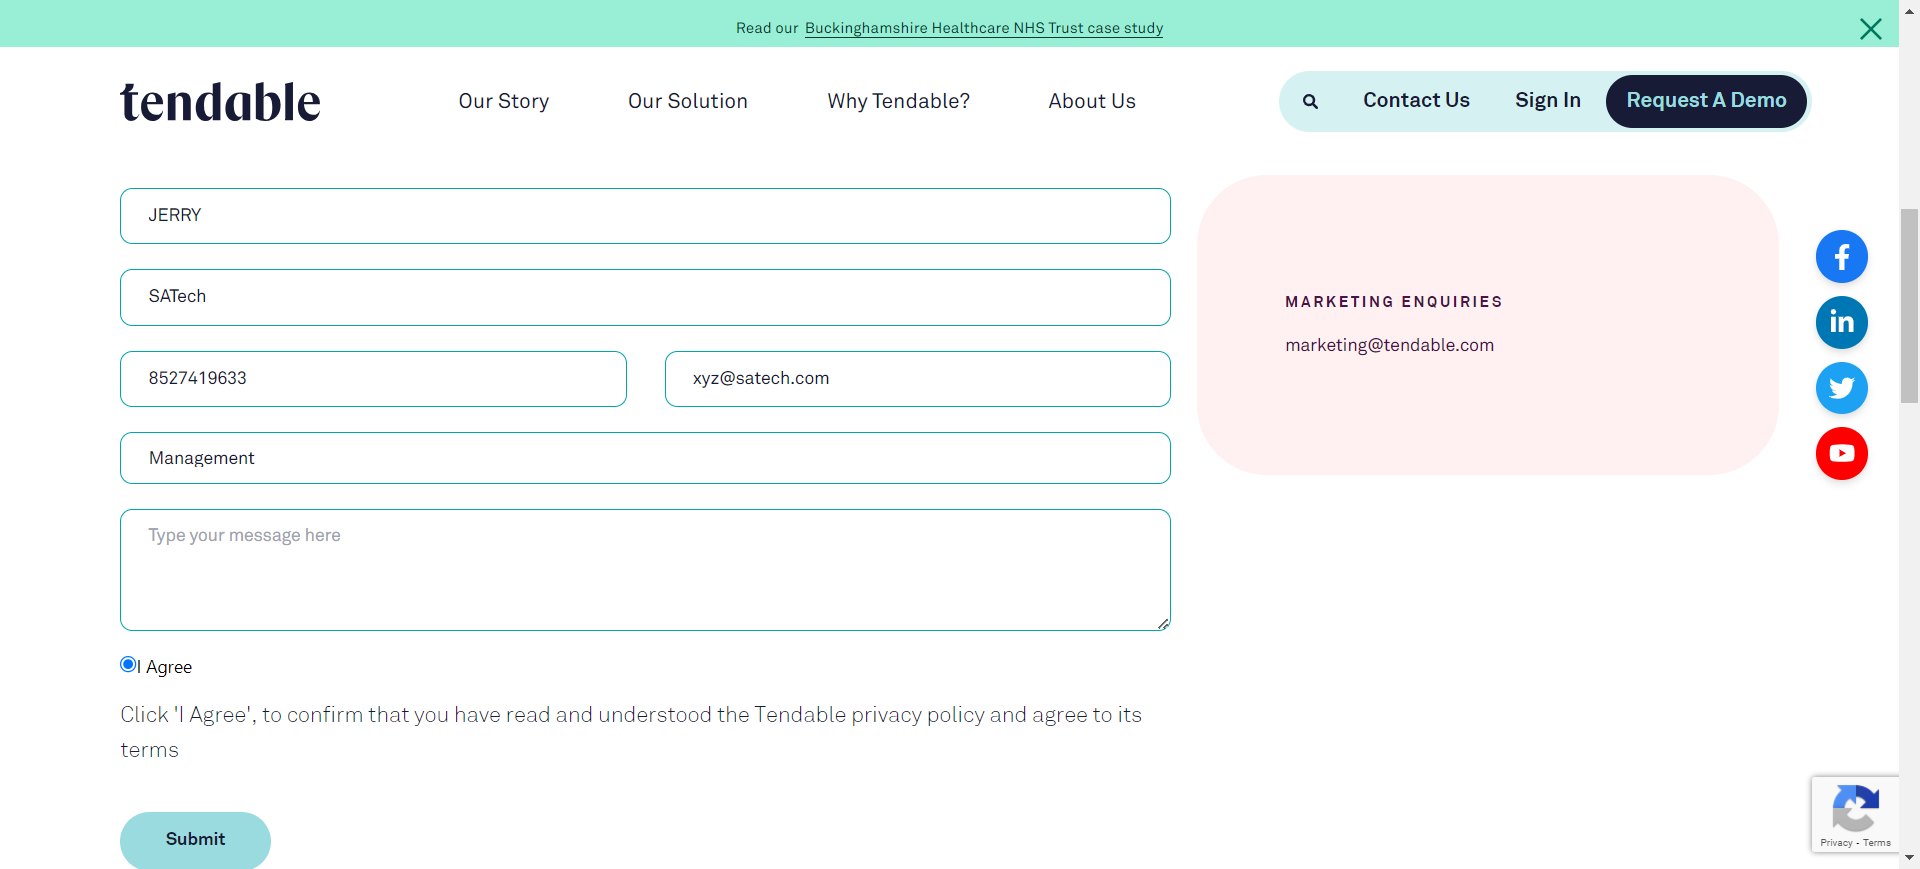 Read our Buckinghamshire Healthcare NHS Trust case study
tendable
Our Story
Our Solution
Why Tendable?
About Us
Contact Us
Sign In
Request A Demo
JERRY
SATech
8527419633
xyz@satech.com
Management
Type your message here
I Agree
Click 'I Agree', to confirm that you have read and understood the Tendable privacy policy and agree to its
terms
Submit
MARKETING ENQUIRIES
marketing@tendable.com
f
in
Privacy - Terms